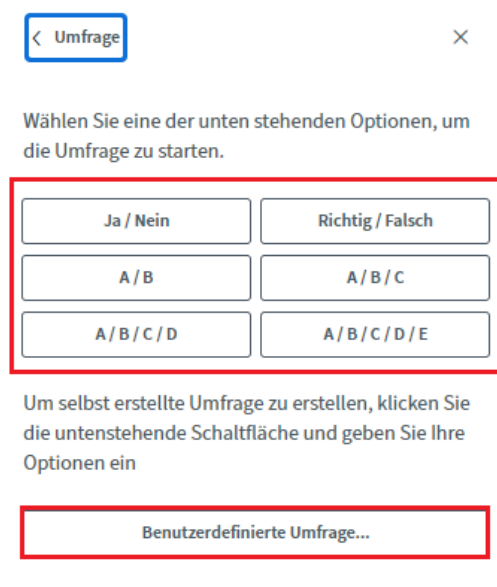 Umfrage
Wählen Sie eine der unten stehenden Optionen, um
die Umfrage zu starten.
Ja / Nein
Richtig / Falsch
A / B
A / B / C
A / B / C / D
A / B / C / D / E
Um selbst erstellte Umfrage zu erstellen, klicken Sie
die untenstehende Schaltfläche und geben Sie Ihre
Optionen ein
Benutzerdefinierte Umfrage...